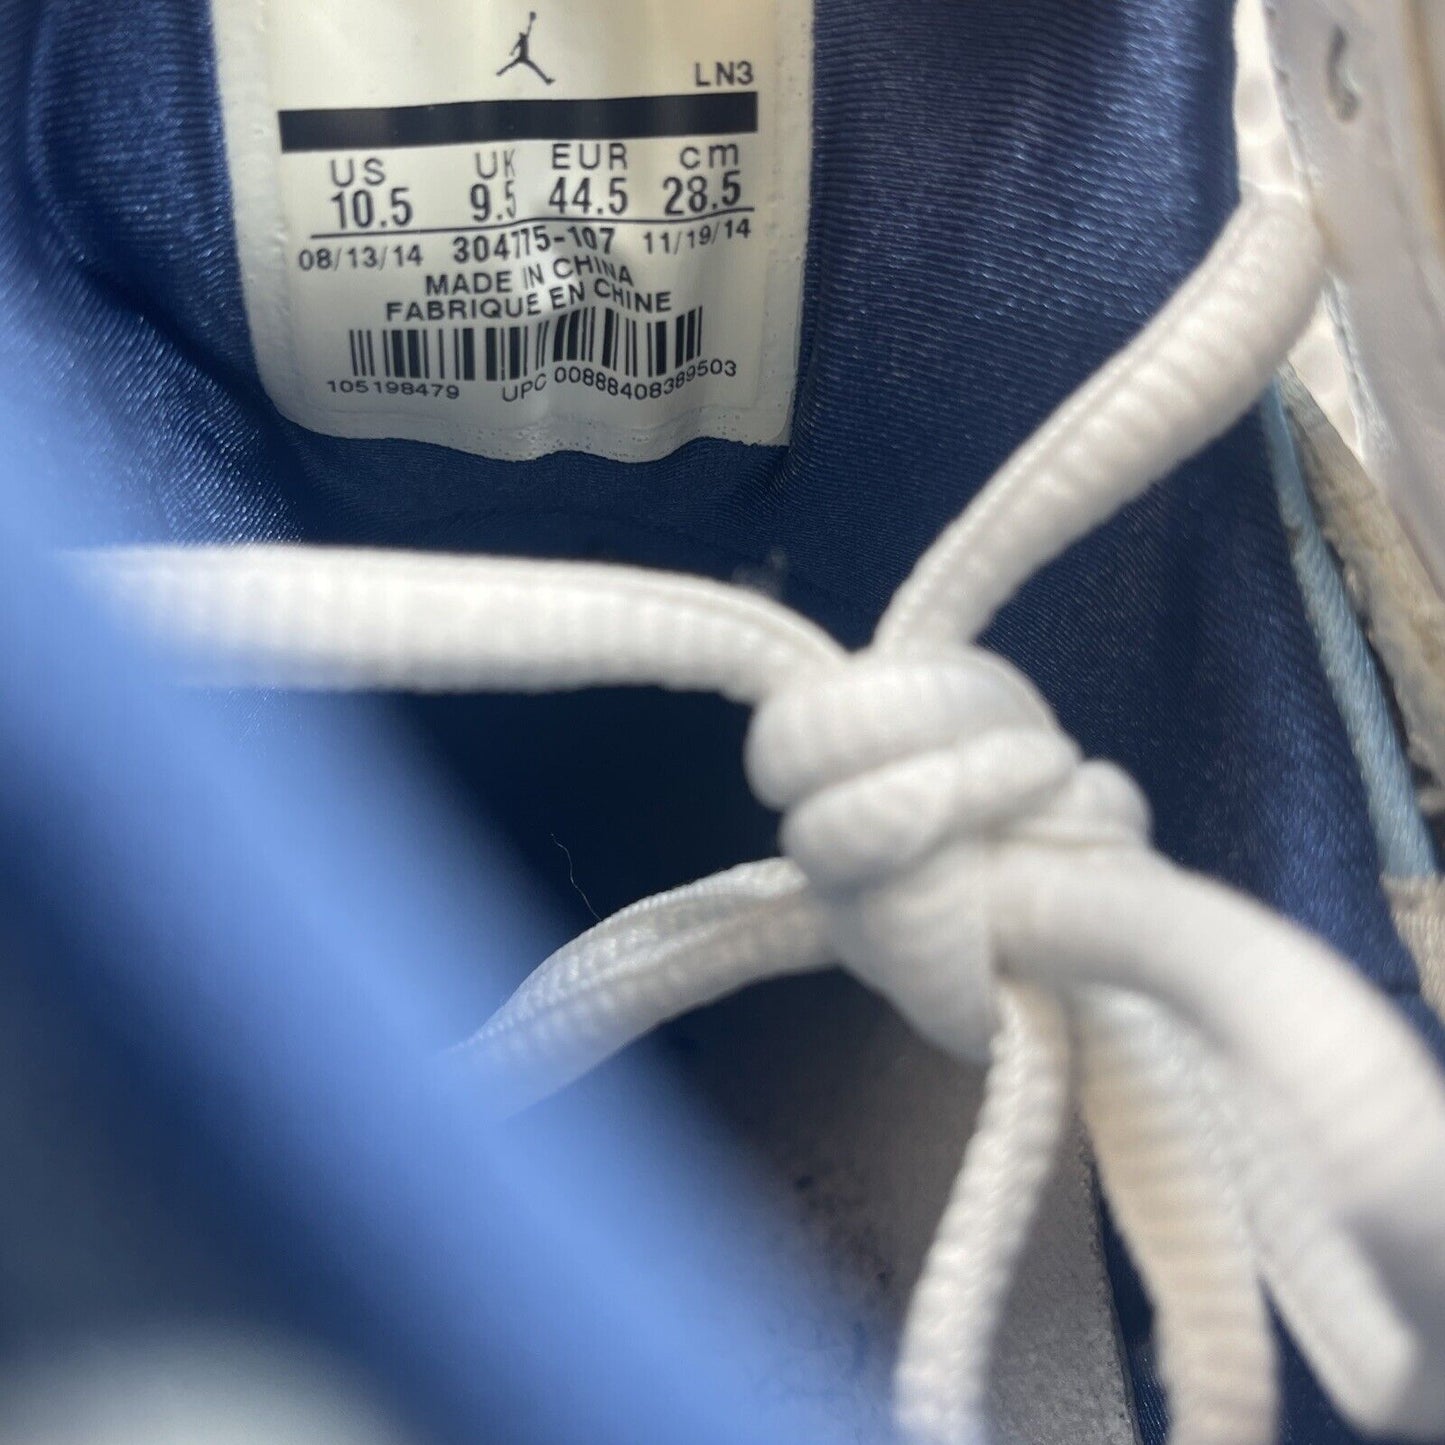 LN3
US UK EUR cm
10.5 9.5 44.5 28.5
08/13/14 304775-107 11/19/14
MADE IN CHINA
FABRIQUE EN CHINE
105198479 UPC 00888408389503